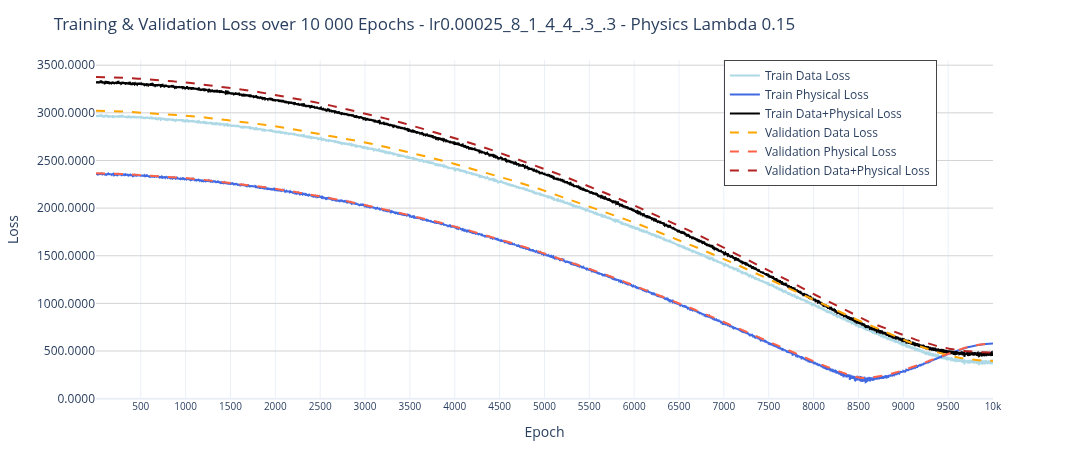 Training & Validation Loss over 10 000 Epochs - lr0.00025_8_1_4_4_.3_.3 - Physics Lambda 0.15
3500.0000
3000.0000
2500.0000
2000.0000
1500.0000
1000.0000
500.0000
0.0000
Loss
Train Data Loss
Train Physical Loss
Train Data+Physical Loss
Validation Data Loss
Validation Physical Loss
Validation Data+Physical Loss
500 1000 1500 2000 2500 3000 3500 4000 4500 5000 5500 6000 6500 7000 7500 8000 8500 9000 9500 10k
Epoch